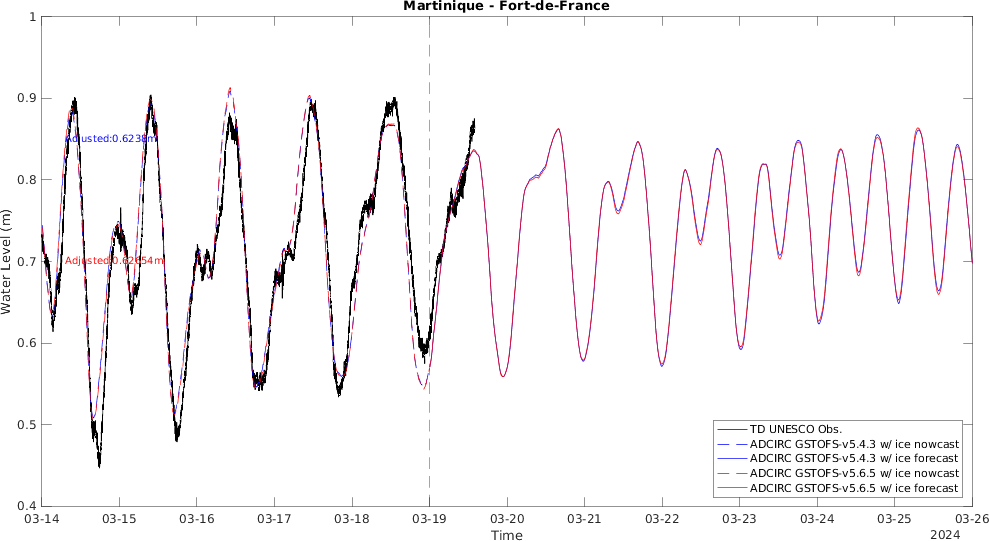 Martinique - Fort-de-France
1
0.9
0.8
0.7
0.6
0.5
0.4
Water Level (m)
Adjusted:0.6238m
Adjusted:0.62654m
TD UNESCO Obs.
ADCIRC GSTOFS-v5.4.3 w/ ice nowcast
ADCIRC GSTOFS-v5.4.3 w/ ice forecast
ADCIRC GSTOFS-v5.6.5 w/ ice nowcast
ADCIRC GSTOFS-v5.6.5 w/ ice forecast
03-14 03-15 03-16 03-17 03-18 03-19 03-20 03-21 03-22 03-23 03-24 03-25 03-26
Time
2024